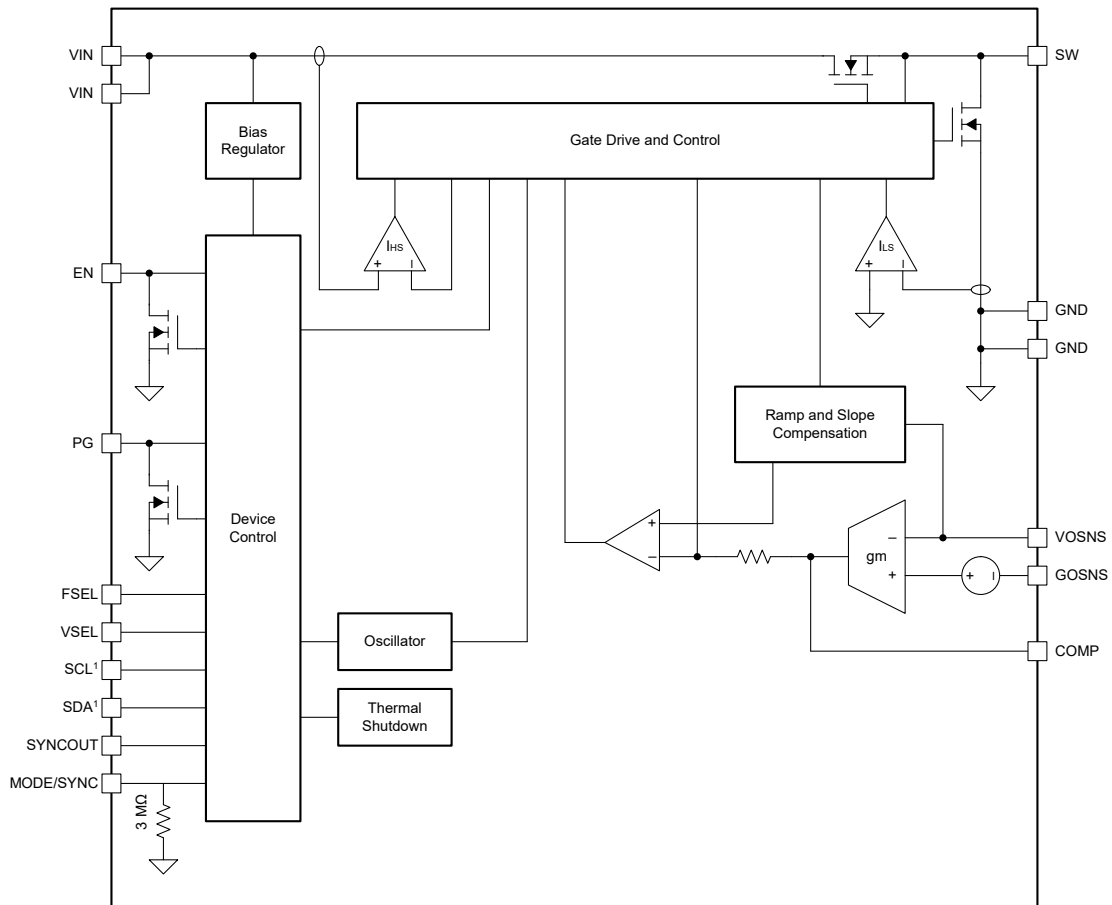 VIN
SW
VIN
Bias
Regulator
Gate Drive and Control
IHS
+ −
ILS
+ −
EN
GND
GND
Ramp and Slope
Compensation
PG
Device
Control
+
−
gm
−
+
+ −
VOSNS
GOSNS
COMP
FSEL
VSEL
SCL¹
SDA¹
SYNCOUT
MODE/SYNC
Oscillator
Thermal
Shutdown
3 MΩ